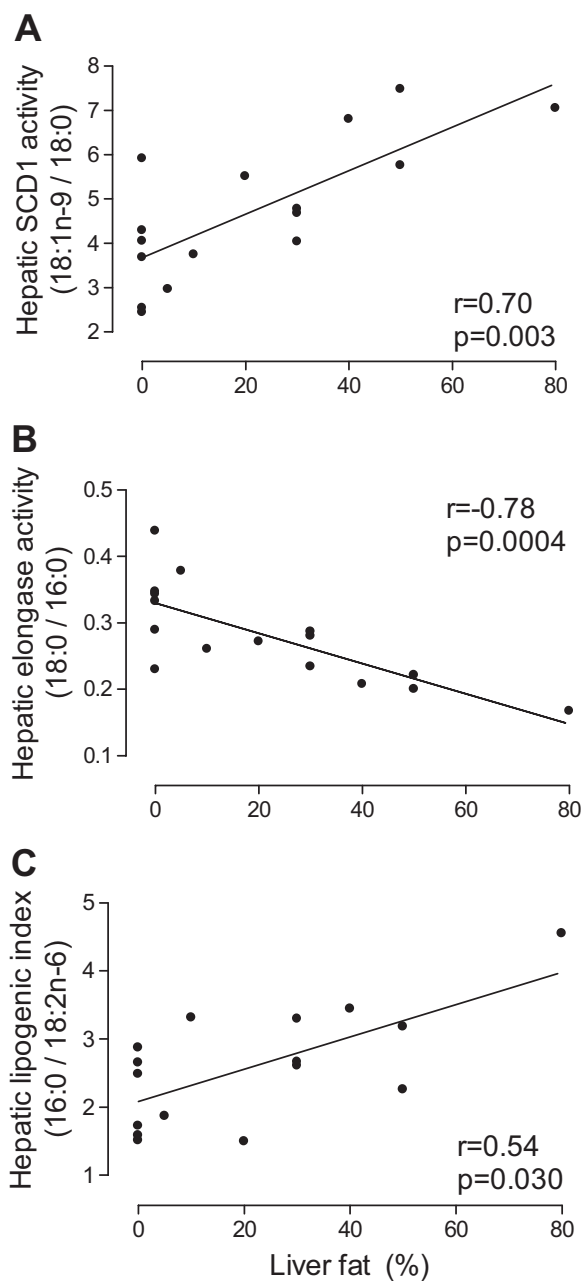 A
Hepatic SCD1 activity
(18:1n-9 / 18:0)
8
7
6
5
4
3
2
r=0.70
p=0.003
0 20 40 60 80
B
Hepatic elongase activity
(18:0 / 16:0)
0.5
0.4
0.3
0.2
0.1
r=-0.78
p=0.0004
0 20 40 60 80
C
Hepatic lipogenic index
(16:0 / 18:2n-6)
5
4
3
2
1
r=0.54
p=0.030
0 20 40 60 80
Liver fat (%)